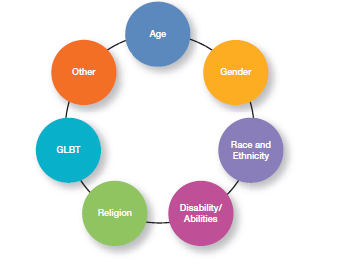 Age
Gender
Race and
Ethnicity
Disability/
Abilities
Religion
GLBT
Other